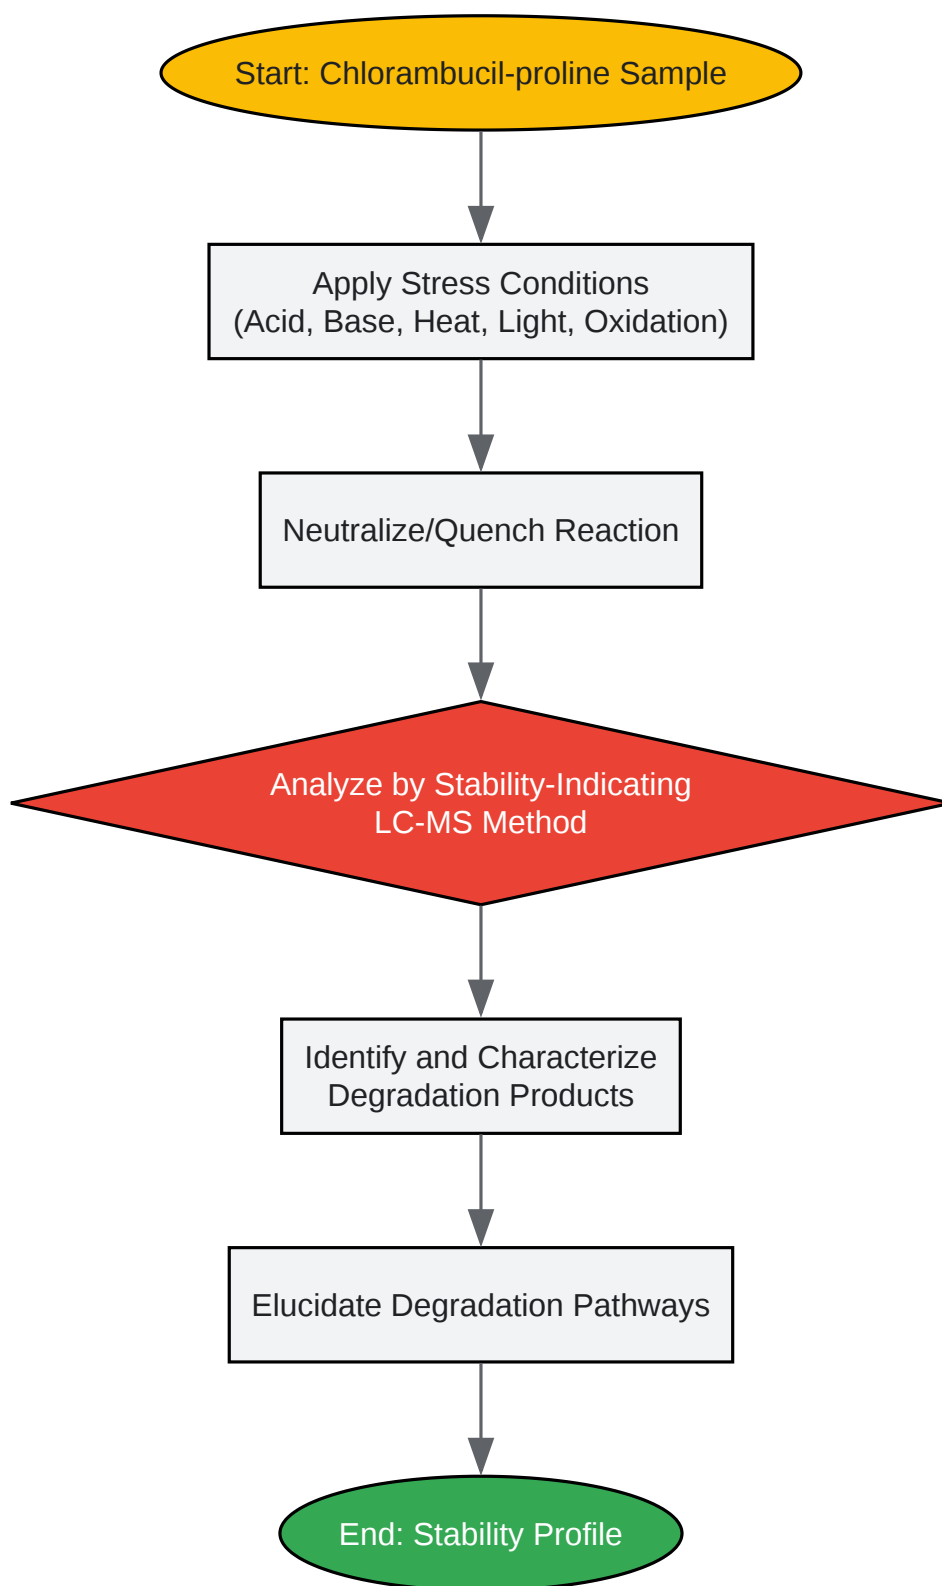 Start: Chlorambucil-proline Sample
Apply Stress Conditions
(Acid, Base, Heat, Light, Oxidation)
Neutralize/Quench Reaction
Analyze by Stability-Indicating
LC-MS Method
Identify and Characterize
Degradation Products
Elucidate Degradation Pathways
End: Stability Profile